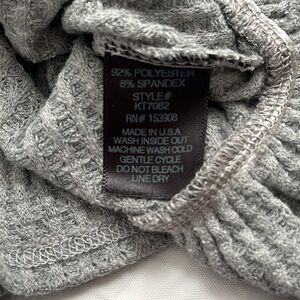 92% POLYESTER
8% SPANDEX
STYLE#
KT7082
RN# 153908
MADE IN U.S.A
WASH INSIDE OUT
MACHINE WASH COLD
GENTLE CYCLE
DO NOT BLEACH
LINE DRY